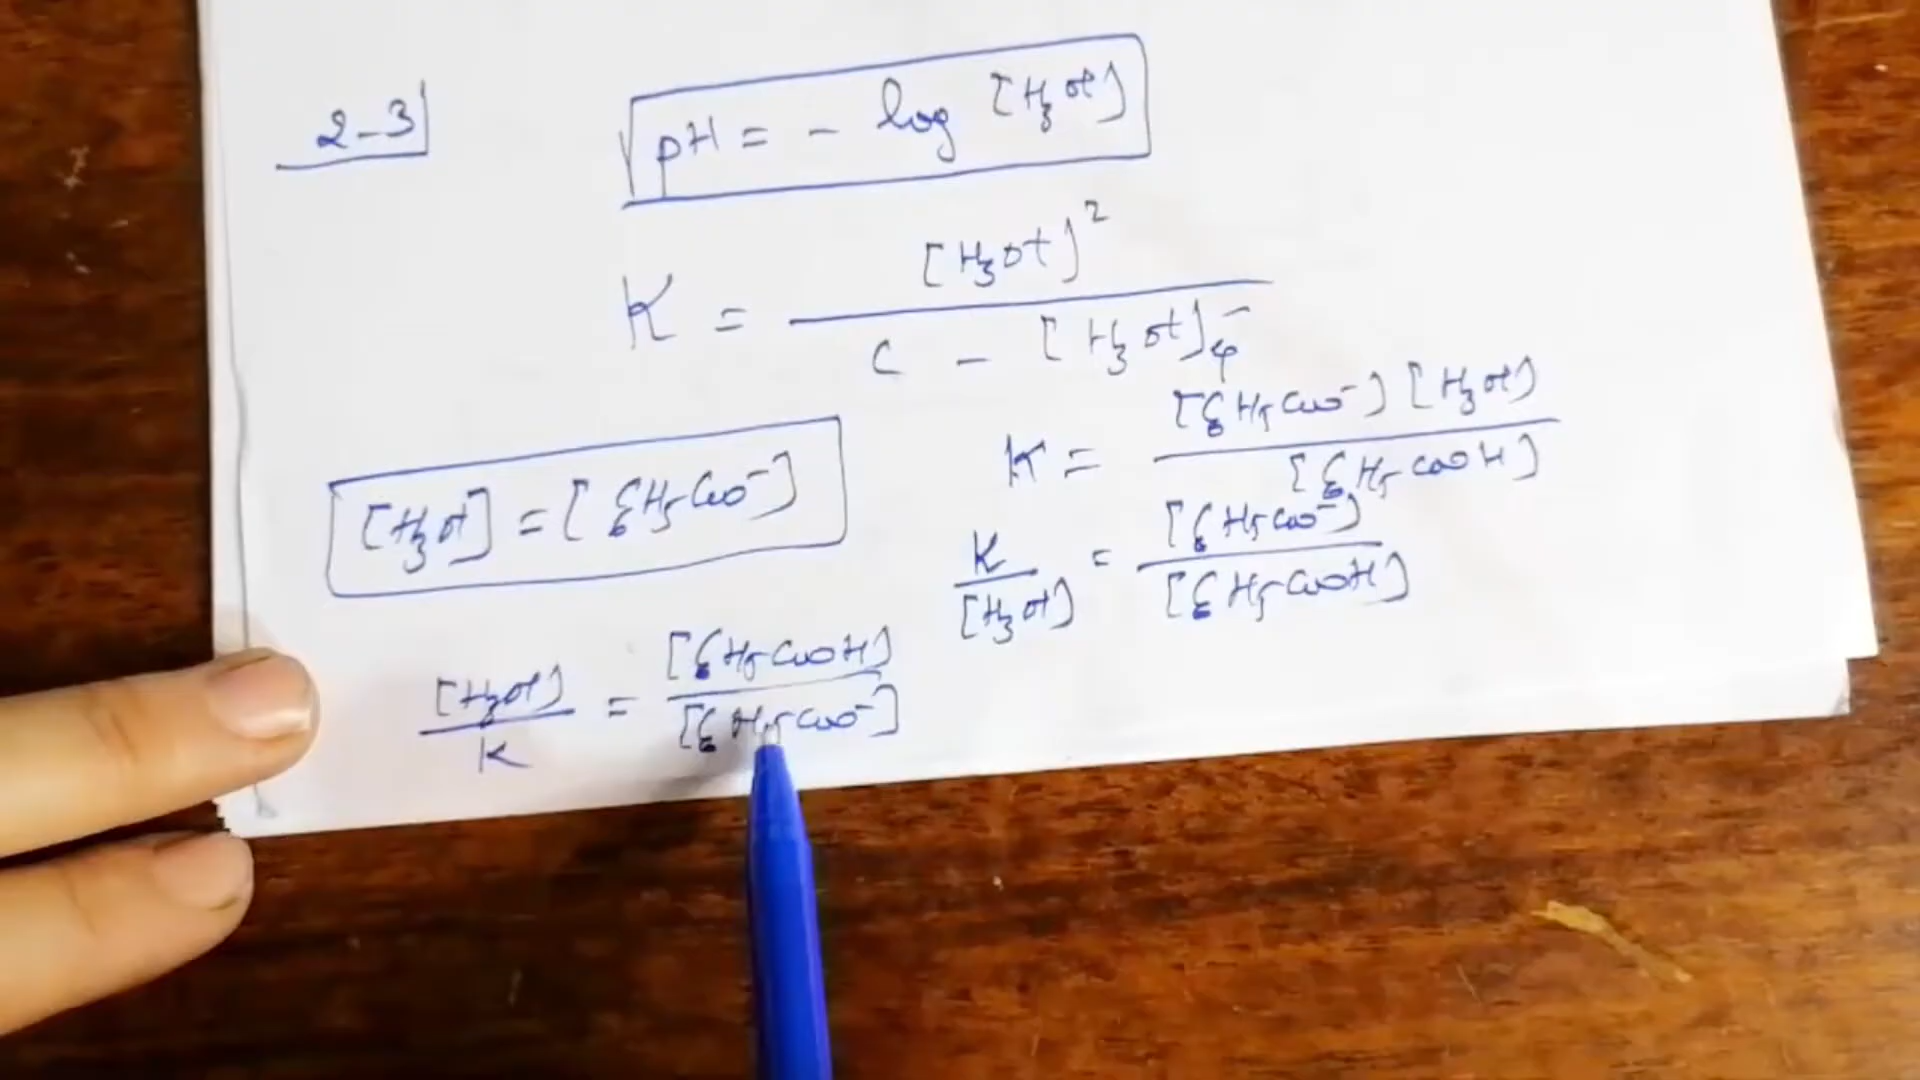 2-3
pH = - log [H₃O⁺]
K = [H₃O⁺]² / C - [H₃O⁺]éq
K = [C₆H₅COO⁻] [H₃O⁺] / [C₆H₅COOH]
[H₃O⁺] = [C₆H₅COO⁻]
K / [H₃O⁺] = [C₆H₅COO⁻] / [C₆H₅COOH]
[H₃O⁺] / K = [C₆H₅COOH] / [C₆H₅COO⁻]